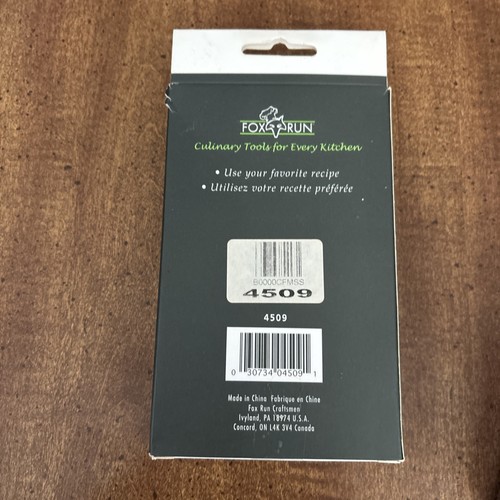 FOX RUN
Culinary Tools for Every Kitchen
• Use your favorite recipe
• Utilisez votre recette préférée
B0000CFMSS
4509
4509
0 30734 04509 1
Made in China Fabrique en Chine
Fox Run Craftsmen
Ivyland, PA 18974 U.S.A.
Concord, ON L4K 3V4 Canada